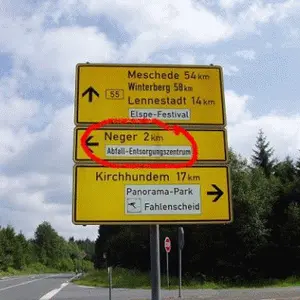 Meschede 54 km
Winterberg 58 km
55
Lennestadt 14 km
Elspe-Festival
Neger 2 km
Abfall-Entsorgungszentrum
Kirchhundem 17 km
Panorama-Park
Fahlenscheid